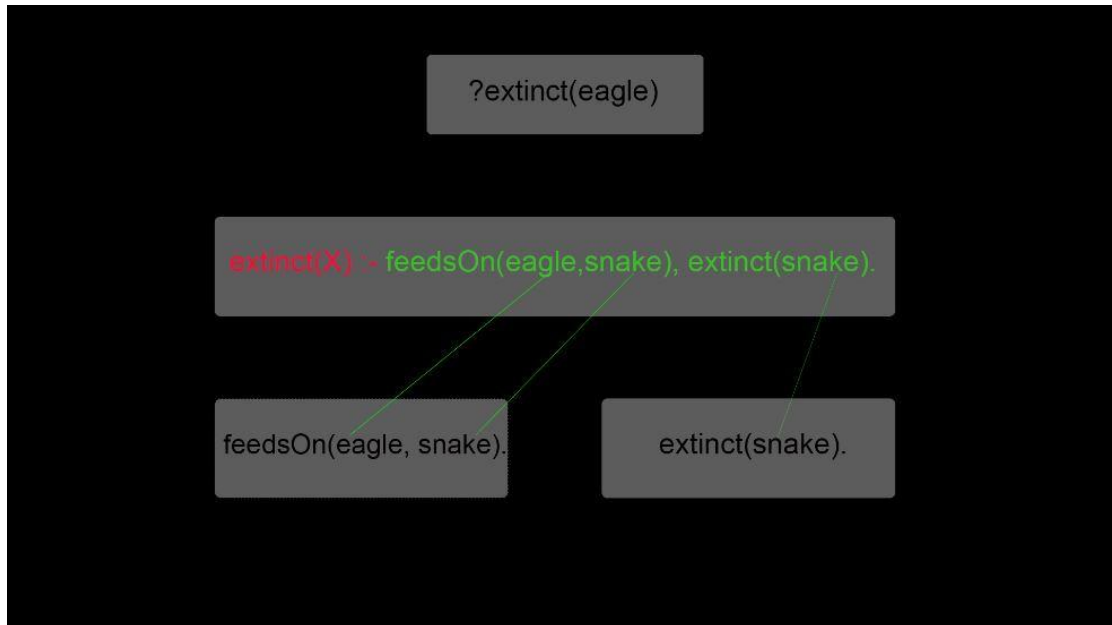 ?extinct(eagle)
extinct(X) :- feedsOn(eagle,snake), extinct(snake).
feedsOn(eagle, snake).
extinct(snake).